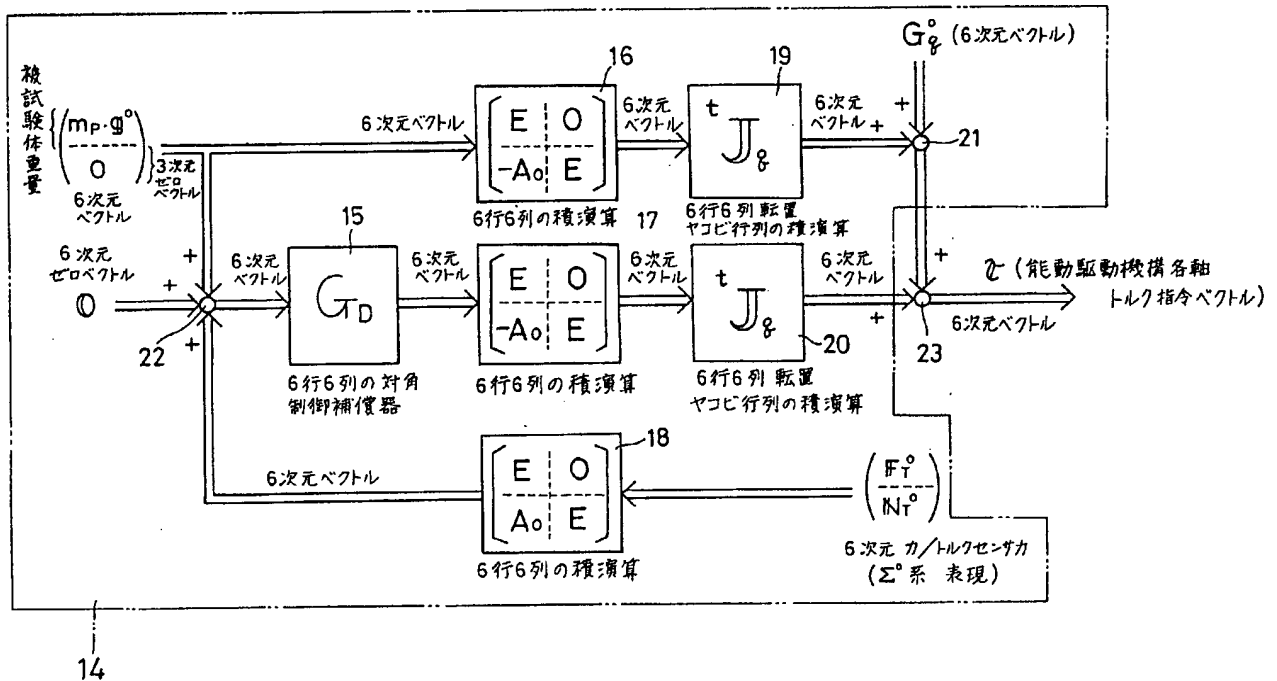 G°q (6次元ベクトル)
被試験体重量
mp・g°
O
3次元ゼロベクトル
6次元ベクトル
6次元ベクトル
16
E O
-Ao E
6行6列の積演算
6次元ベクトル
19
t Jq
6行6列転置
ヤコビ行列の積演算
6次元ベクトル
+
+
21
6次元
ゼロベクトル
O
+
+
+
22
6次元ベクトル
15
GD
6行6列の対角
制御補償器
6次元ベクトル
17
E O
-Ao E
6行6列の積演算
6次元ベクトル
t Jq
20
6行6列転置
ヤコビ行列の積演算
6次元ベクトル
+
+
23
τ (能動駆動機構各軸
トルク指令ベクトル)
6次元ベクトル
6次元ベクトル
18
E O
Ao E
6行6列の積演算
FT°
NT°
6次元 力/トルクセンサ力
(Σ°系 表現)
14